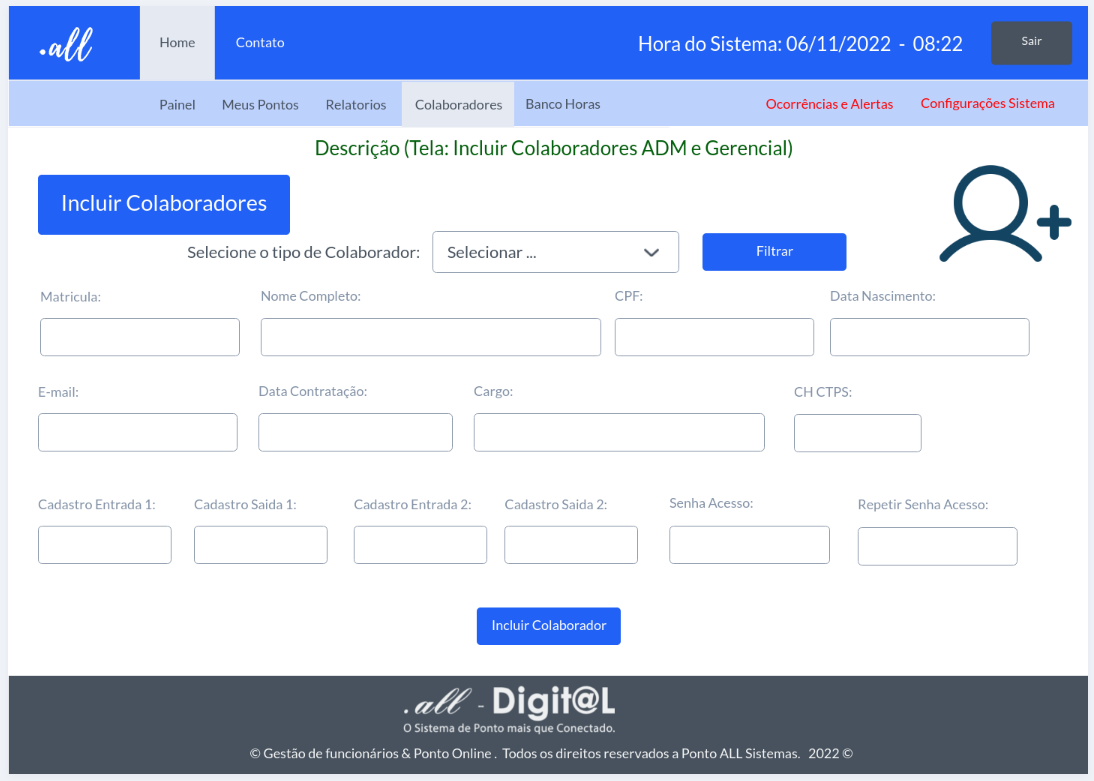 .all Home Contato Hora do Sistema: 06/11/2022 - 08:22 Sair
Painel Meus Pontos Relatorios Colaboradores Banco Horas Ocorrências e Alertas Configurações Sistema
Descrição (Tela: Incluir Colaboradores ADM e Gerencial)
Incluir Colaboradores
Selecione o tipo de Colaborador: Selecionar ... Filtrar
Matricula: Nome Completo: CPF: Data Nascimento:
E-mail: Data Contratação: Cargo: CH CTPS:
Cadastro Entrada 1: Cadastro Saida 1: Cadastro Entrada 2: Cadastro Saida 2: Senha Acesso: Repetir Senha Acesso:
Incluir Colaborador
.all - Digit@L
O Sistema de Ponto mais que Conectado.
© Gestão de funcionários & Ponto Online . Todos os direitos reservados a Ponto ALL Sistemas. 2022 ©